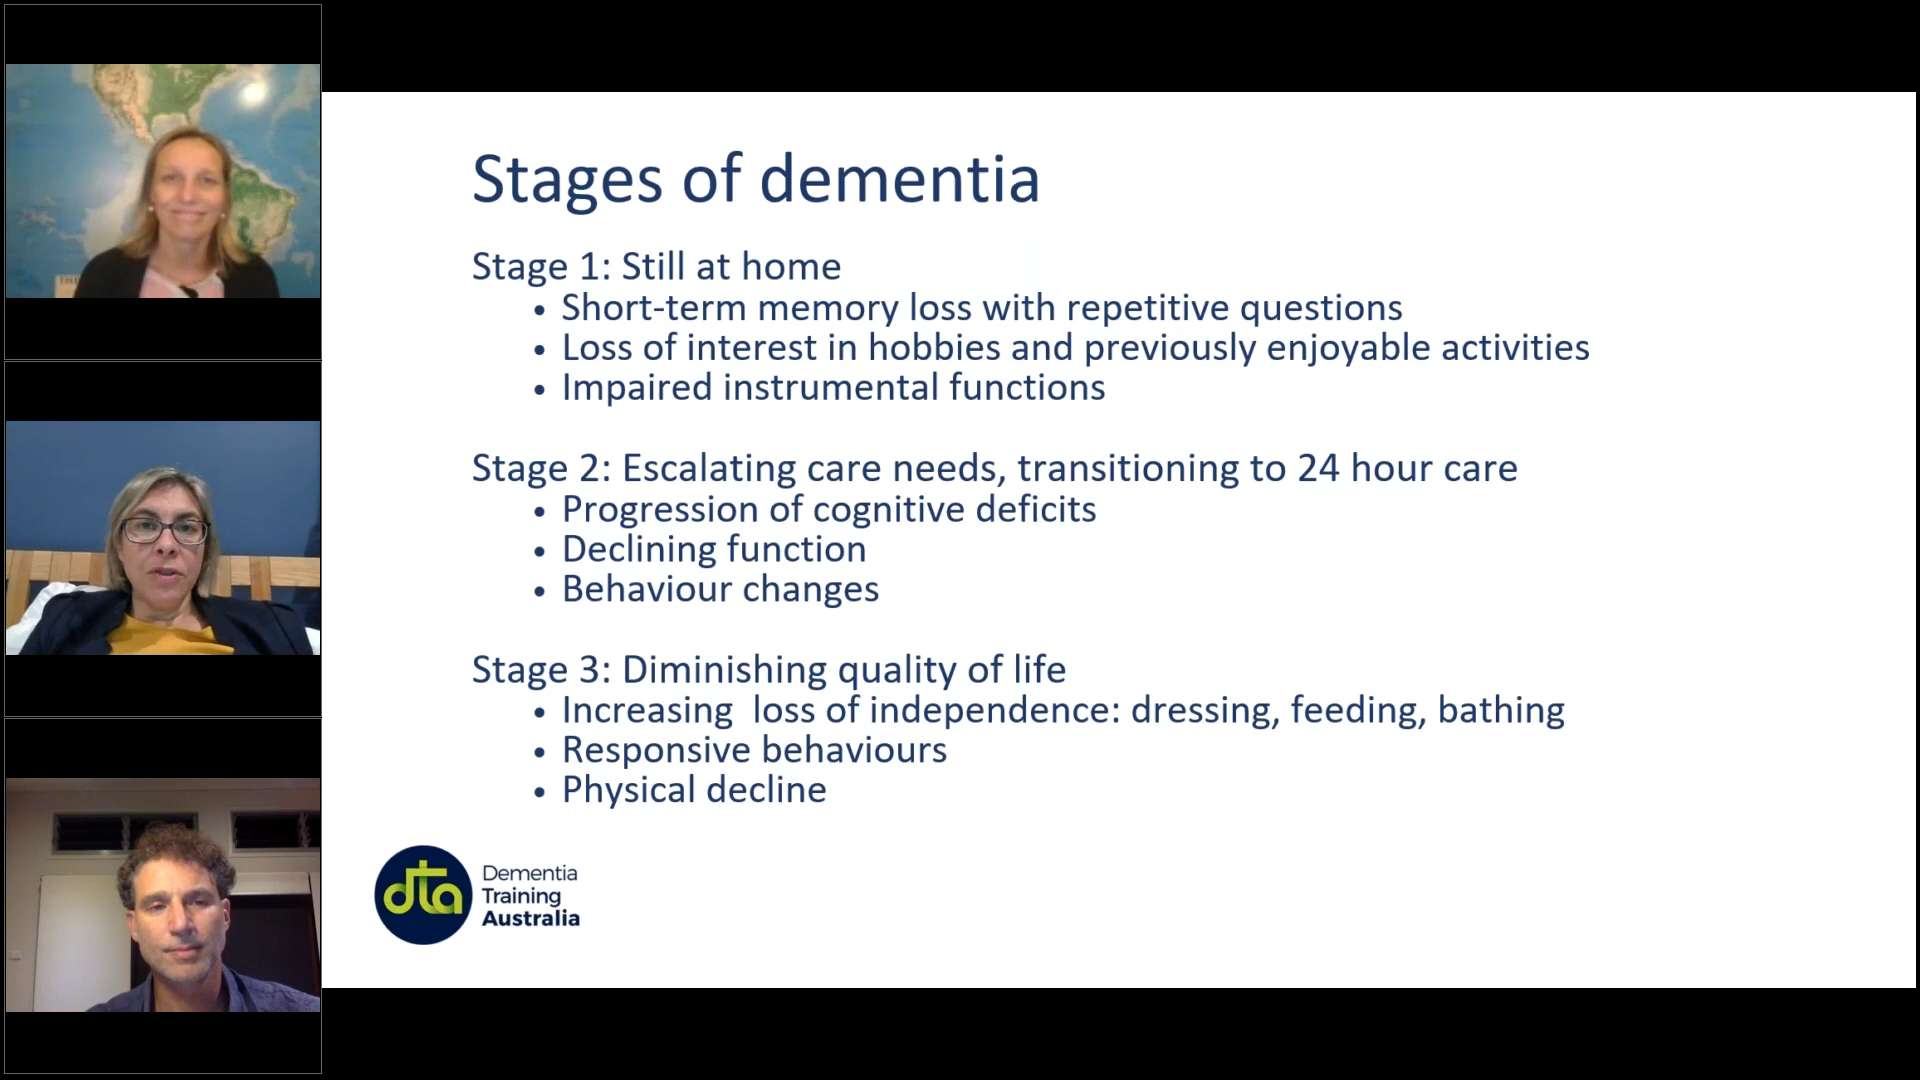 Stages of dementia
Stage 1: Still at home
• Short-term memory loss with repetitive questions
• Loss of interest in hobbies and previously enjoyable activities
• Impaired instrumental functions
Stage 2: Escalating care needs, transitioning to 24 hour care
• Progression of cognitive deficits
• Declining function
• Behaviour changes
Stage 3: Diminishing quality of life
• Increasing  loss of independence: dressing, feeding, bathing
• Responsive behaviours
• Physical decline
dta
Dementia
Training
Australia